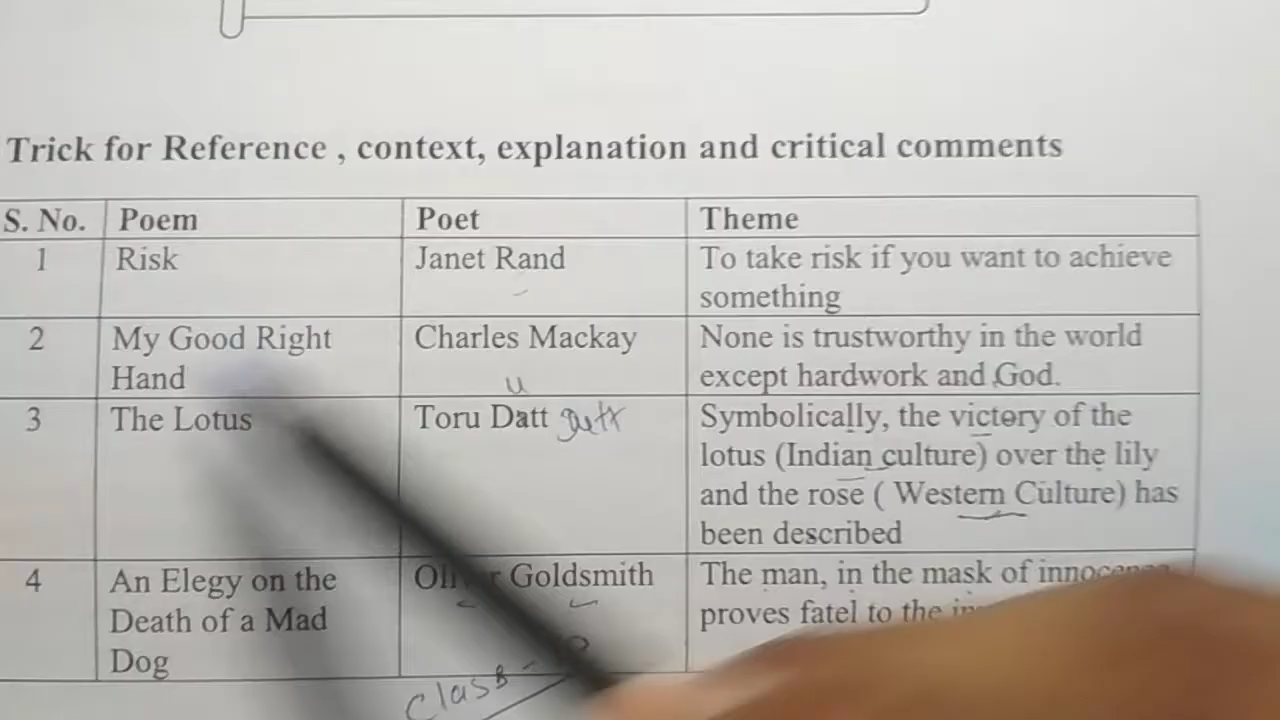 Trick for Reference , context, explanation and critical comments
S. No. Poem Poet Theme
1 Risk Janet Rand To take risk if you want to achieve
something
2 My Good Right Charles Mackay None is trustworthy in the world
Hand u except hardwork and God.
3 The Lotus Toru Datt Symbolically, the victory of the
lotus (Indian culture) over the lily
and the rose ( Western Culture) has
been described
4 An Elegy on the Goldsmith The man, in the mask of
Death of a Mad proves fatel to the
Dog
Class -